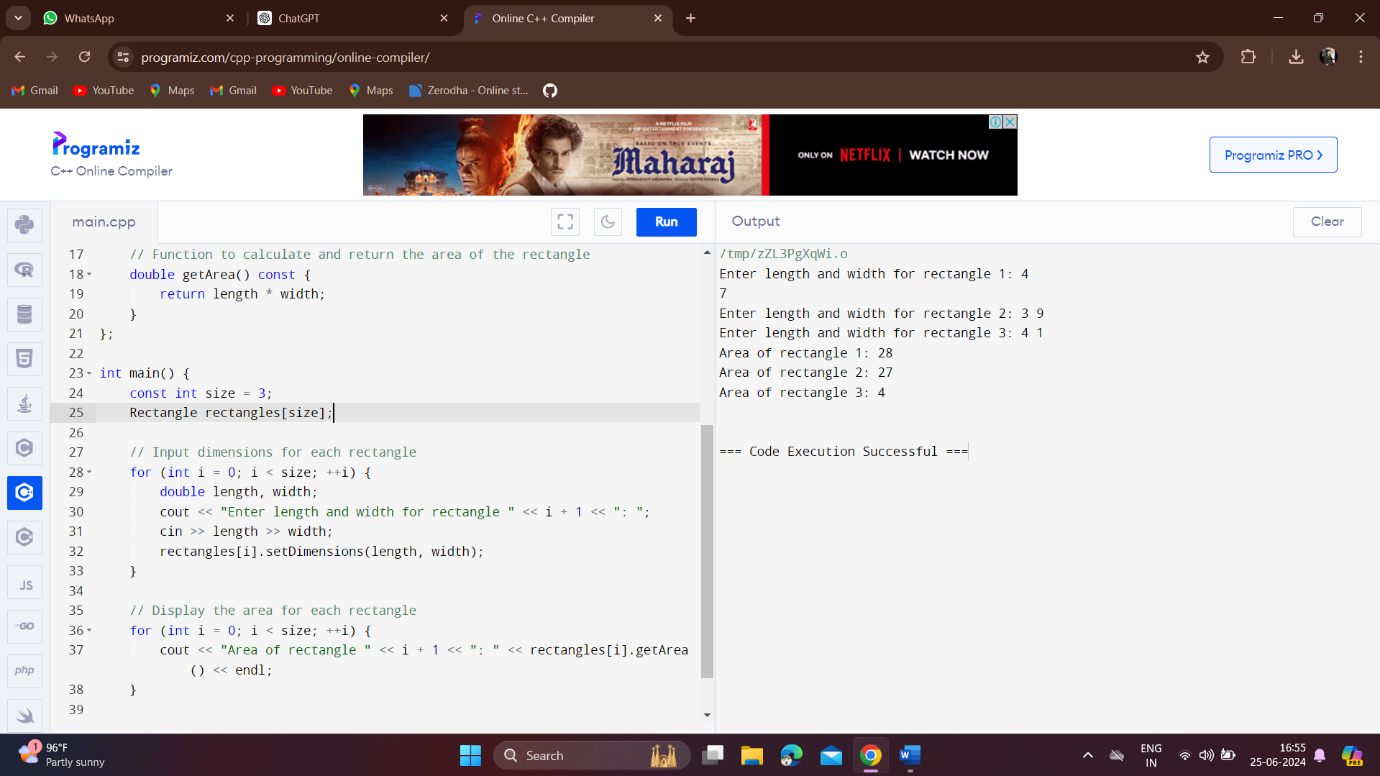 WhatsApp
ChatGPT
Online C++ Compiler
programiz.com/cpp-programming/online-compiler/
Gmail YouTube Maps Gmail YouTube Maps Zerodha - Online st...
Programiz
C++ Online Compiler
A NETFLIX FILM
BASED ON TRUE EVENTS
Maharaj
ONLY ON NETFLIX | WATCH NOW
Programiz PRO >
main.cpp
Run
Output
Clear
17 // Function to calculate and return the area of the rectangle
18 double getArea() const {
19 return length * width;
20 }
21 };
22
23 int main() {
24 const int size = 3;
25 Rectangle rectangles[size];
26
27 // Input dimensions for each rectangle
28 for (int i = 0; i < size; ++i) {
29 double length, width;
30 cout << "Enter length and width for rectangle " << i + 1 << ": ";
31 cin >> length >> width;
32 rectangles[i].setDimensions(length, width);
33 }
34
35 // Display the area for each rectangle
36 for (int i = 0; i < size; ++i) {
37 cout << "Area of rectangle " << i + 1 << ": " << rectangles[i].getArea
() << endl;
38 }
39
/tmp/zZL3PgXqWi.o
Enter length and width for rectangle 1: 4
7
Enter length and width for rectangle 2: 3 9
Enter length and width for rectangle 3: 4 1
Area of rectangle 1: 28
Area of rectangle 2: 27
Area of rectangle 3: 4
=== Code Execution Successful ===
JS
GO
php
1
96°F
Partly sunny
Search
ENG
IN
16:55
25-06-2024
PRE